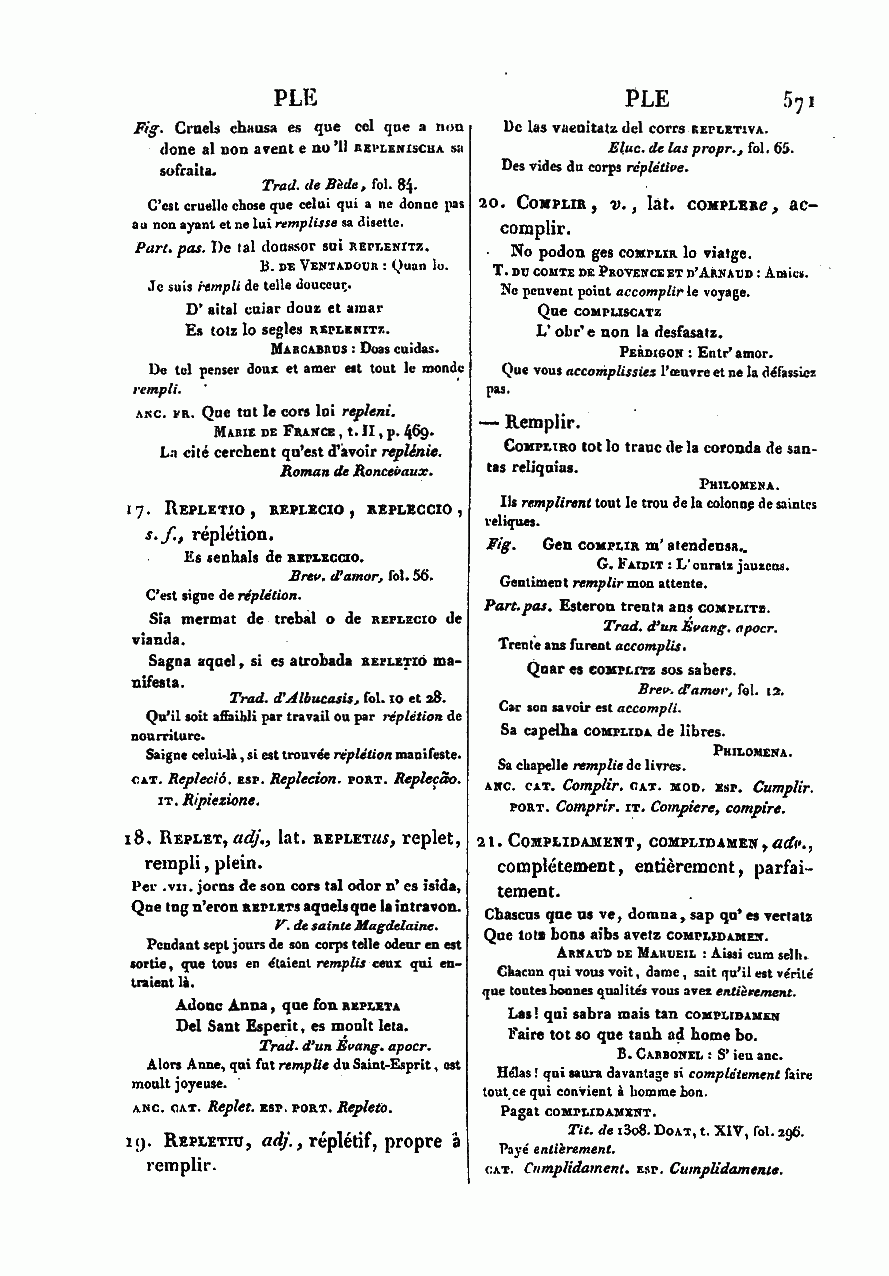 PLE
PLE 571
Fig. Cruels chausa es que cel que a non
done al non avent e no 'll REPLENISCHA sa
sofraita.
Trad. de Bède, fol. 84.
C'est cruelle chose que celui qui a ne donne pas
au non ayant et ne lui remplisse sa disette.
Part. pas. De tal doussor sui REPLENITZ.
B. DE VENTADOUR : Quan lo.
Je suis rempli de telle douceur.
D' aital cuiar douz et amar
Es totz lo segles REPLENITZ.
MARCABRUS : Doas cuidas.
De tel penser doux et amer est tout le monde
rempli.
ANC. FR. Que tut le cors lui repleni.
MARIE DE FRANCE, t. II, p. 469.
La cité cerchent qu'est d'avoir replénie.
Roman de Roncevaux.
17. REPLETIO, REPLECIO, REPLECCIO,
s. f., réplétion.
Es senhals de REPLECCIO.
Brev. d'amor, fol. 56.
C'est signe de réplétion.
Sia mermat de trebal o de REPLECIO de
vianda.
Sagna aquel, si es atrobada REPLETIÓ ma-
nifesta.
Trad. d'Albucasis, fol. 10 et 28.
Qu'il soit affaibli par travail ou par réplétion de
nourriture.
Saigne celui-là, si est trouvée réplétion manifeste.
CAT. Repleció. ESP. Replecion. PORT. Repleção.
IT. Ripiezione.
18. REPLET, adj., lat. REPLETus, replet,
rempli, plein.
Per .VII. jorns de son cors tal odor n' es isida,
Que tug n'eron REPLETS aquels que la intravon.
V. de sainte Magdelaine.
Pendant sept jours de son corps telle odeur en est
sortie, que tous en étaient remplis ceux qui en-
traient là.
Adonc Anna, que fon REPLETA
Del Sant Esperit, es moult leta.
Trad. d'un Évang. apocr.
Alors Anne, qui fut remplie du Saint-Esprit, est
moult joyeuse.
ANC. CAT. Replet. ESP. PORT. Repleto.
19. REPLETIU, adj., réplétif, propre à
remplir.
De las vuenitatz del corrs REPLETIVA.
Eluc. de las propr., fol. 65.
Des vides du corps réplétive.
20. COMPLIR, v., lat. COMPLERe, ac-
complir.
No podon ges COMPLIR lo viatge.
T. DU COMTE DE PROVENCE ET D'ARNAUD : Amics.
Ne peuvent point accomplir le voyage.
Que COMPLISCATZ
L' obr' e non la desfasatz.
PERDIGON : Entr' amor.
Que vous accomplissiez l'œuvre et ne la défassiez
pas.
— Remplir.
COMPLIRO tot lo trauc de la coronda de san-
tas reliquias.
PHILOMENA.
Ils remplirent tout le trou de la colonne de saintes
reliques.
Fig. Gen COMPLIR m' atendensa.
G. FAIDIT : L' onratz jauzens.
Gentiment remplir mon attente.
Part. pas. Esteron trenta ans COMPLITZ.
Trad. d'un Évang. apocr.
Trente ans furent accomplis.
Quar es COMPLITZ sos sabers.
Brev. d'amor, fol. 12.
Car son savoir est accompli.
Sa capelha COMPLIDA de libres.
PHILOMENA.
Sa chapelle remplie de livres.
ANC. CAT. Complir. CAT. MOD. ESP. Cumplir.
PORT. Comprir. IT. Compiere, compire.
21. COMPLIDAMENT, COMPLIDAMEN, adv.,
complétement, entièrement, parfai-
tement.
Chascus que us ve, domna, sap qu' es vertatz
Que totz bons aibs avetz COMPLIDAMEN.
ARNAUD DE MARUEIL : Aissi cum selh.
Chacun qui vous voit, dame, sait qu'il est vérité
que toutes bonnes qualités vous avez entièrement.
Las! qui sabra mais tan COMPLIDAMEN
Faire tot so que tanh ad home bo.
B. CARBONEL : S' ieu anc.
Hélas! qui saura davantage si complétement faire
tout ce qui convient à homme bon.
Pagat COMPLIDAMENT.
Tit. de 1308. DOAT, t. XIV, fol. 296.
Payé entièrement.
CAT. Cumplidament. ESP. Cumplidamente.